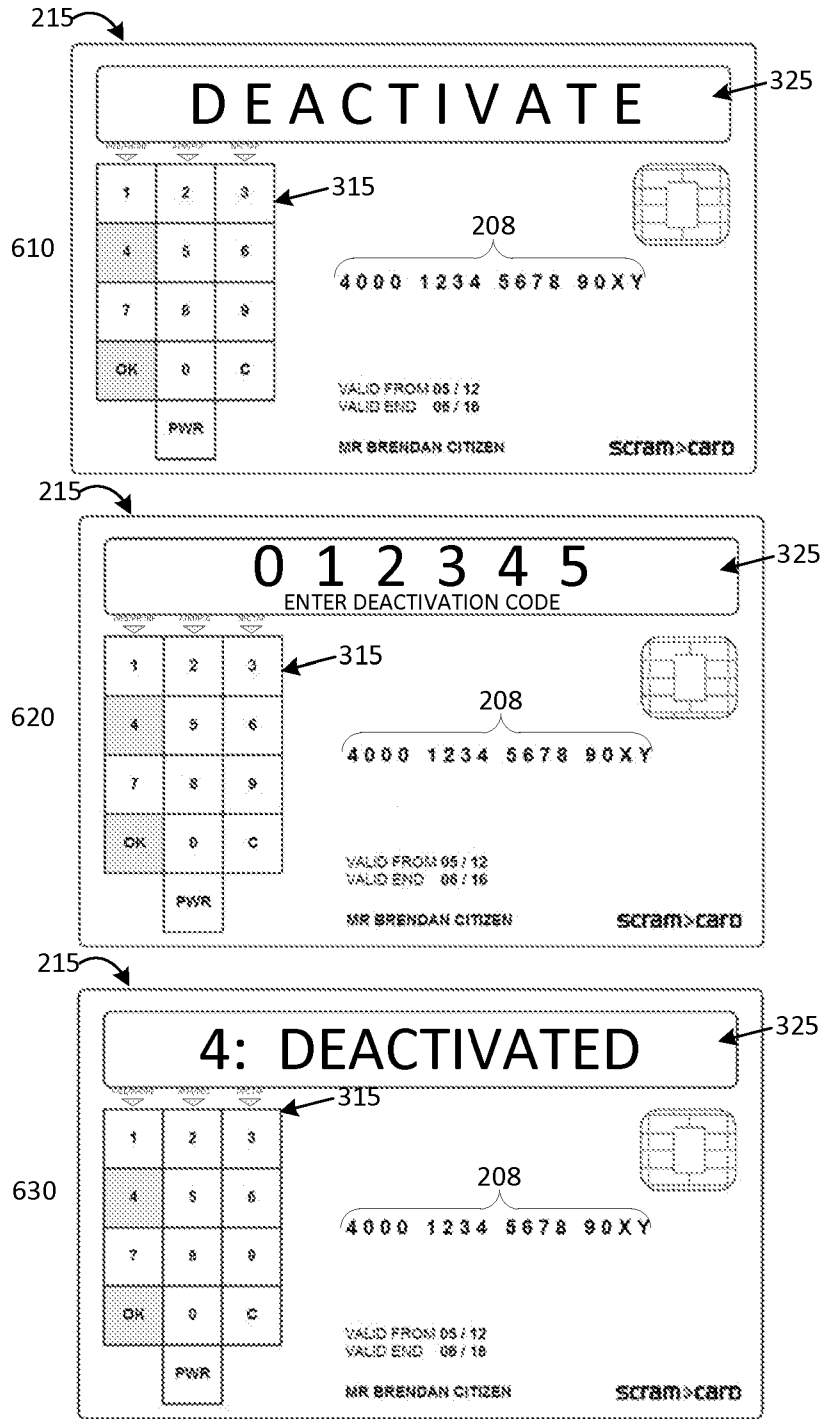 215
DEACTIVATE
325
1 2 3
315
610
4 5 6
208
4000 1234 5678 90XY
7 8 9
OK 0 C
VALID FROM 05 / 12
VALID END 06 / 16
PWR
MR BRENDAN CITIZEN
scram>card
215
0 1 2 3 4 5
325
ENTER DEACTIVATION CODE
1 2 3
315
620
4 5 6
208
4000 1234 5678 90XY
7 8 9
OK 0 C
VALID FROM 05 / 12
VALID END 06 / 16
PWR
MR BRENDAN CITIZEN
scram>card
215
4: DEACTIVATED
325
315
1 2 3
630
4 5 6
208
4000 1234 5678 90XY
7 8 9
OK 0 C
VALID FROM 05 / 12
VALID END 06 / 16
PWR
MR BRENDAN CITIZEN
scram>card